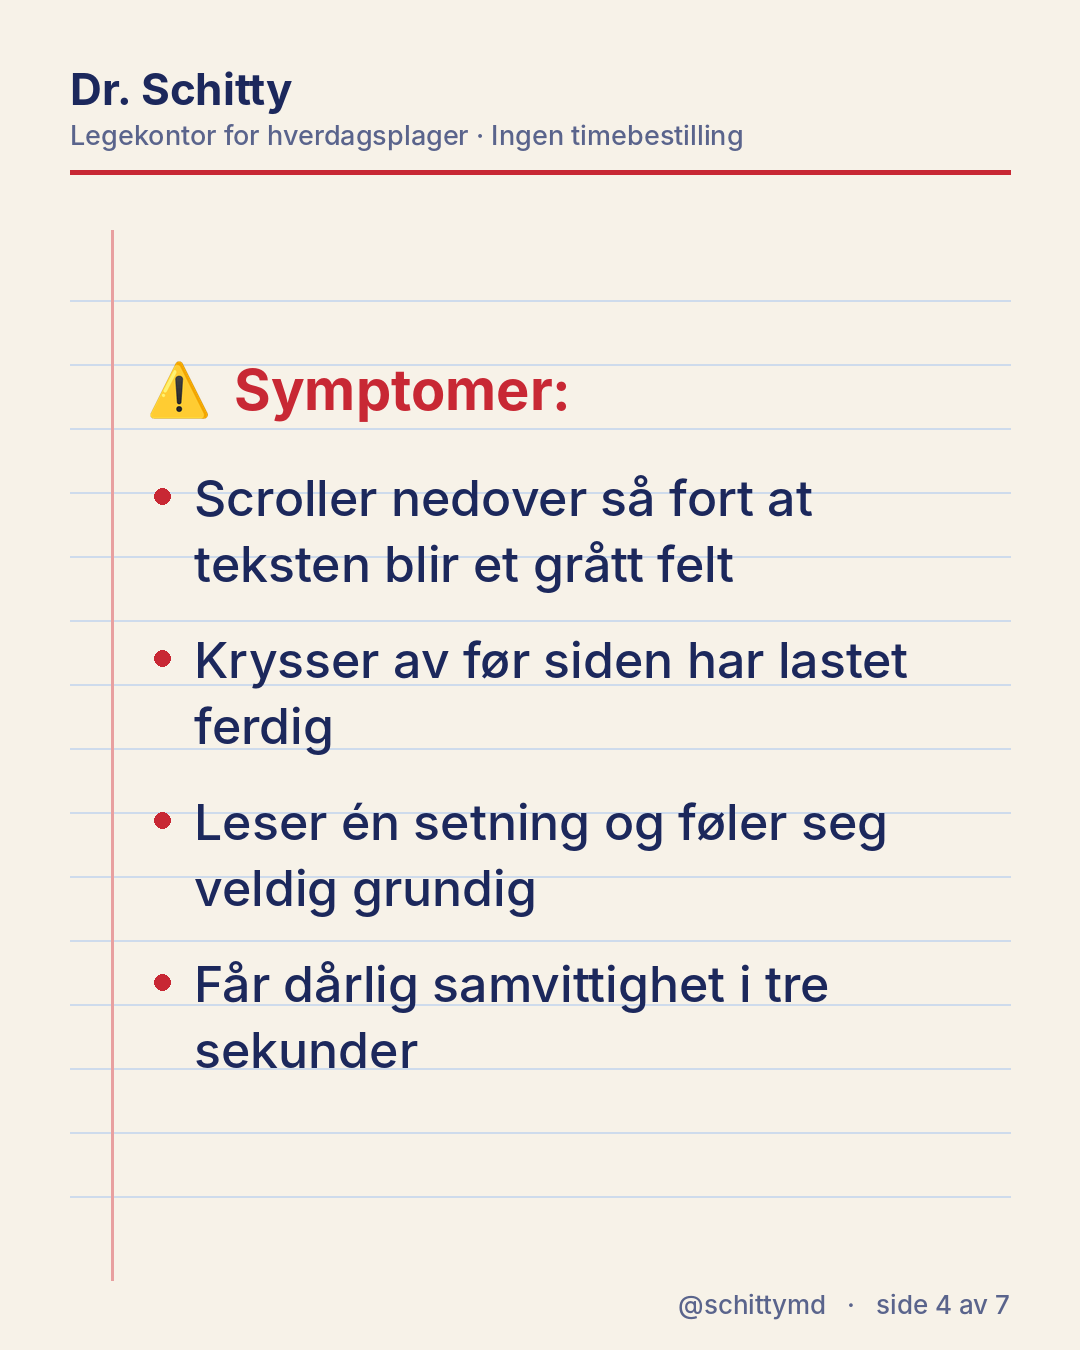 Dr. Schitty
Legekontor for hverdagsplager · Ingen timebestilling
⚠️ Symptomer:
• Scroller nedover så fort at
teksten blir et grått felt
• Krysser av før siden har lastet
ferdig
• Leser én setning og føler seg
veldig grundig
• Får dårlig samvittighet i tre
sekunder
@schittymd · side 4 av 7